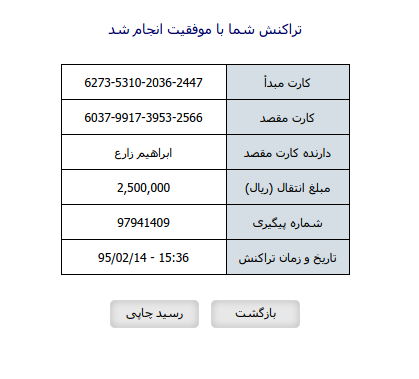 تراکنش شما با موفقیت انجام شد
کارت مبدأ 6273-5310-2036-2447
کارت مقصد 6037-9917-3953-2566
دارنده کارت مقصد ابراهیم زارع
مبلغ انتقال (ریال) 2,500,000
شماره پیگیری 97941409
تاریخ و زمان تراکنش 95/02/14 - 15:36
بازگشت رسید چاپی